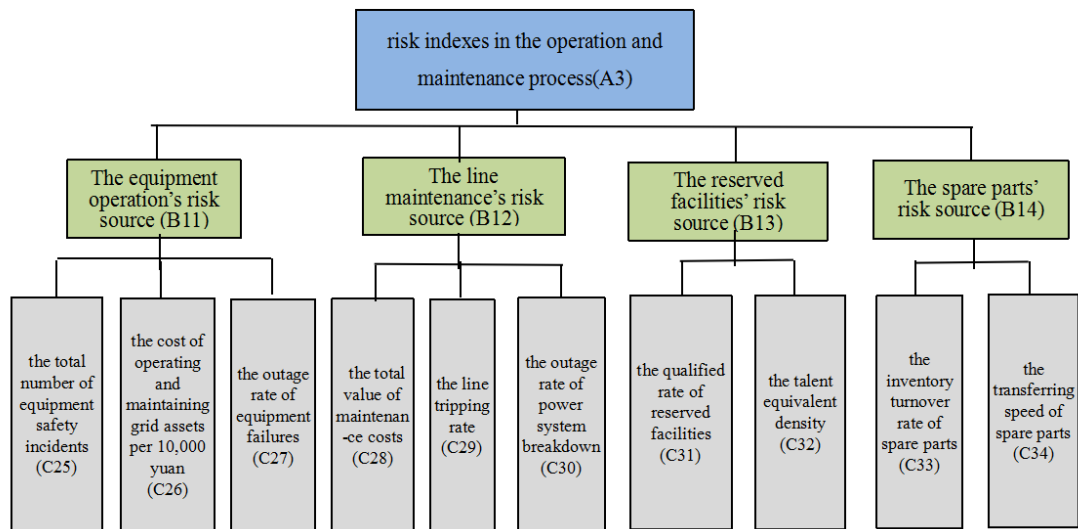 risk indexes in the operation and
maintenance process(A3)
The equipment
operation's risk
source (B11)
The line
maintenance's risk
source (B12)
The reserved
facilities' risk
source (B13)
The spare parts'
risk source (B14)
the total
number of
equipment
safety
incidents
(C25)
the cost of
operating
and
maintaining
grid assets
per 10,000
yuan
(C26)
the outage
rate of
equipment
failures
(C27)
the total
value of
maintenan
-ce costs
(C28)
the line
tripping
rate
(C29)
the outage
rate of
power
system
breakdown
(C30)
the qualified
rate of
reserved
facilities
(C31)
the talent
equivalent
density
(C32)
the
inventory
turnover
rate of
spare parts
(C33)
the
transferring
speed of
spare parts
(C34)